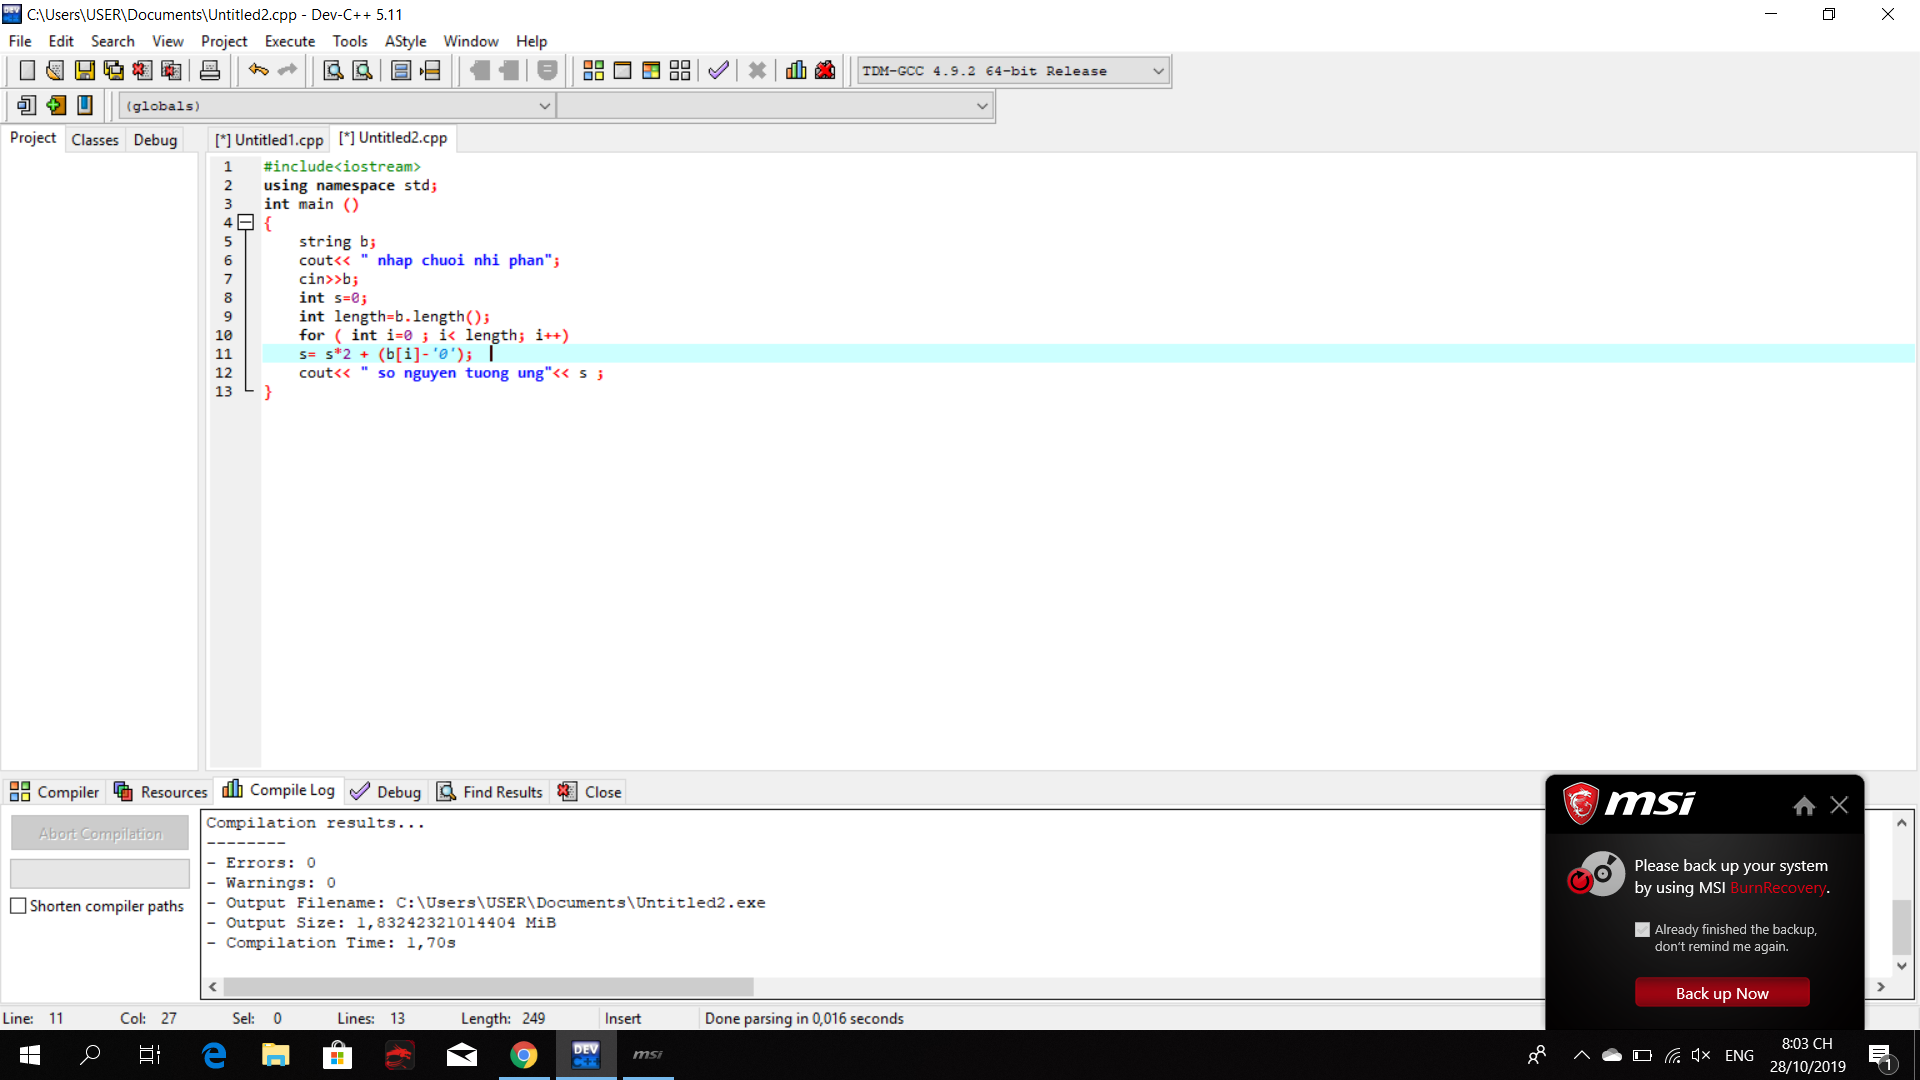 C:\Users\USER\Documents\Untitled2.cpp - Dev-C++ 5.11
File Edit Search View Project Execute Tools AStyle Window Help
TDM-GCC 4.9.2 64-bit Release
(globals)
Project Classes Debug [*] Untitled1.cpp [*] Untitled2.cpp
1 #include<iostream>
2 using namespace std;
3 int main ()
4 {
5 string b;
6 cout<< " nhap chuoi nhi phan";
7 cin>>b;
8 int s=0;
9 int length=b.length();
10 for ( int i=0 ; i< length; i++)
11 s= s*2 + (b[i]-'0');
12 cout<< " so nguyen tuong ung"<< s ;
13 }
Compiler Resources Compile Log Debug Find Results Close
Abort Compilation
Shorten compiler paths
Compilation results...
--------
- Errors: 0
- Warnings: 0
- Output Filename: C:\Users\USER\Documents\Untitled2.exe
- Output Size: 1,83242321014404 MiB
- Compilation Time: 1,70s
msi
Please back up your system
by using MSI BurnRecovery.
Already finished the backup,
don't remind me again.
Back up Now
Line: 11 Col: 27 Sel: 0 Lines: 13 Length: 249 Insert Done parsing in 0,016 seconds
DEV C++
msi
ENG
8:03 CH
28/10/2019
1